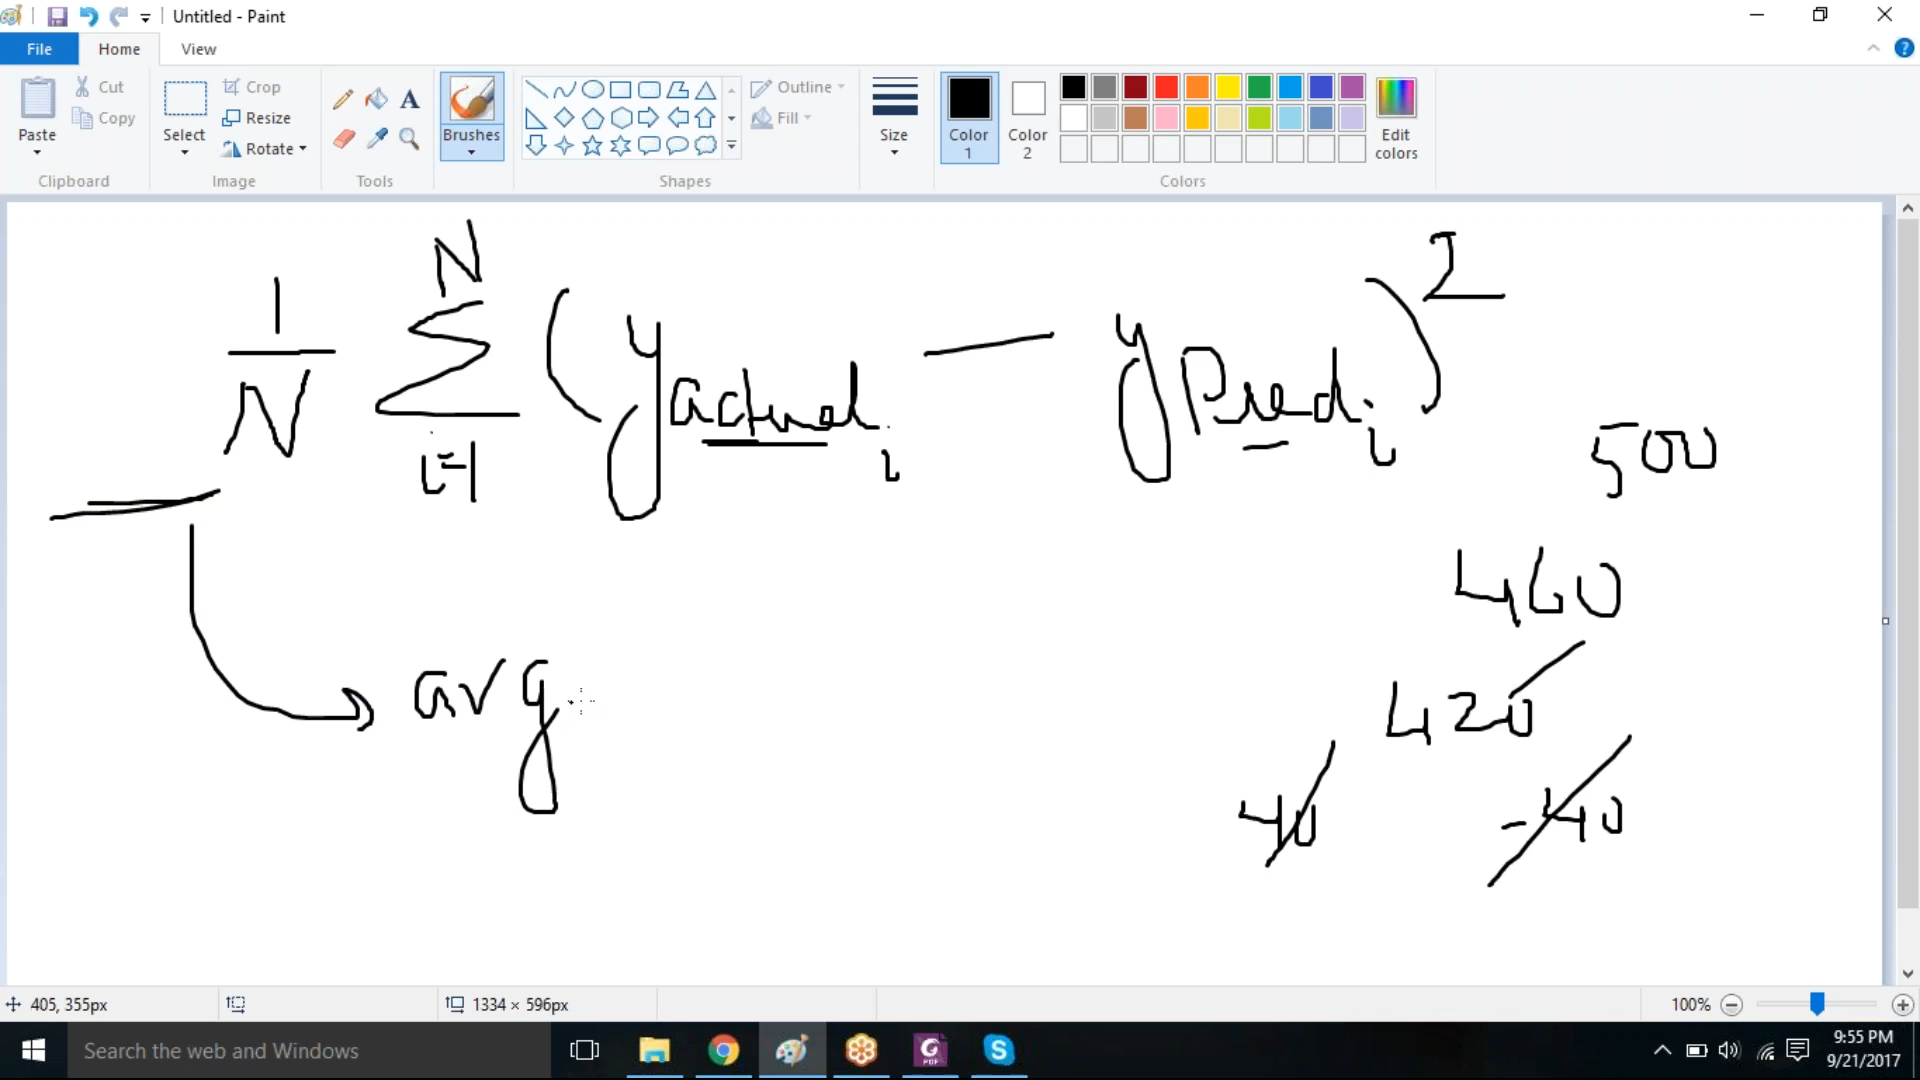 Untitled - Paint
File Home View
Paste
Cut
Copy
Clipboard
Select
Crop
Resize
Rotate
Image
Tools
Brushes
Shapes
Outline
Fill
Size
Color 1
Color 2
Edit colors
Colors
1/N N Σ i=1 (y actual i — y Pred i)²
500
460
avg
420
40 -40
405, 355px
1334 × 596px
100%
Search the web and Windows
PDF
9:55 PM
9/21/2017